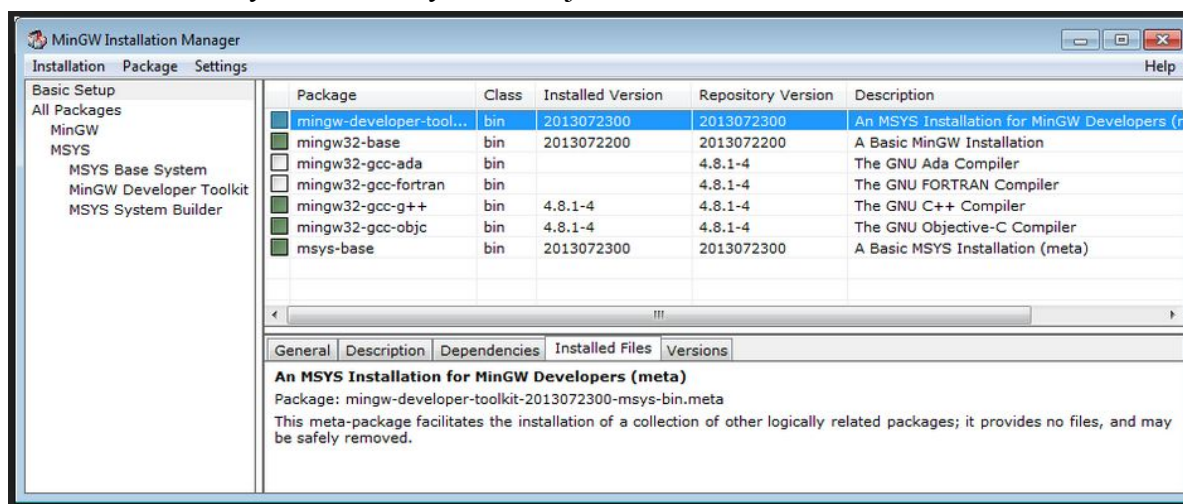 MinGW Installation Manager
Installation Package Settings Help
Basic Setup
All Packages
MinGW
MSYS
MSYS Base System
MinGW Developer Toolkit
MSYS System Builder
Package Class Installed Version Repository Version Description
mingw-developer-tool... bin 2013072300 2013072300 An MSYS Installation for MinGW Developers (
mingw32-base bin 2013072200 2013072200 A Basic MinGW Installation
mingw32-gcc-ada bin 4.8.1-4 The GNU Ada Compiler
mingw32-gcc-fortran bin 4.8.1-4 The GNU FORTRAN Compiler
mingw32-gcc-g++ bin 4.8.1-4 4.8.1-4 The GNU C++ Compiler
mingw32-gcc-objc bin 4.8.1-4 4.8.1-4 The GNU Objective-C Compiler
msys-base bin 2013072300 2013072300 A Basic MSYS Installation (meta)
General Description Dependencies Installed Files Versions
An MSYS Installation for MinGW Developers (meta)
Package: mingw-developer-toolkit-2013072300-msys-bin.meta
This meta-package facilitates the installation of a collection of other logically related packages; it provides no files, and may
be safely removed.